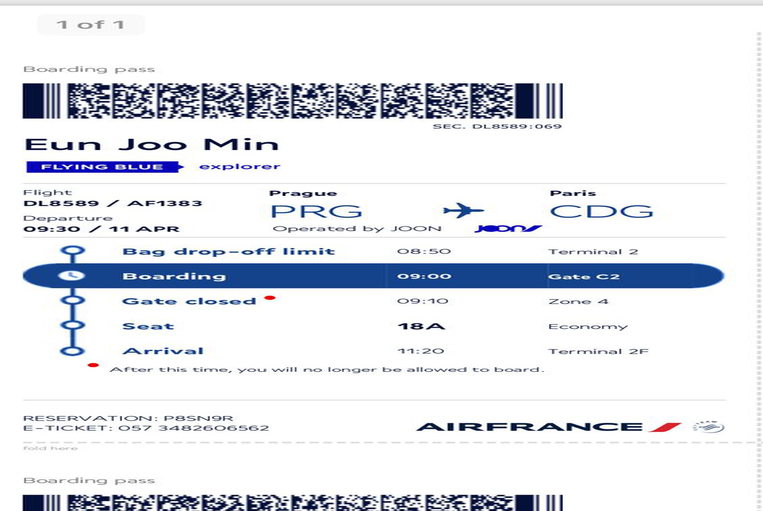 1 of 1
Boarding pass
SEC. DL8589:069
Eun Joo Min
FLYING BLUE explorer
Flight
DL8589 / AF1383
Departure
09:30 / 11 APR
Prague
PRG
Paris
CDG
Operated by JOON JOON
Bag drop-off limit 08:50 Terminal 2
Boarding 09:00 Gate C2
Gate closed 09:10 Zone 4
Seat 18A Economy
Arrival 11:20 Terminal 2F
After this time, you will no longer be allowed to board.
RESERVATION: P8SN9R
E-TICKET: 057 3482606562
AIRFRANCE
fold here
Boarding pass